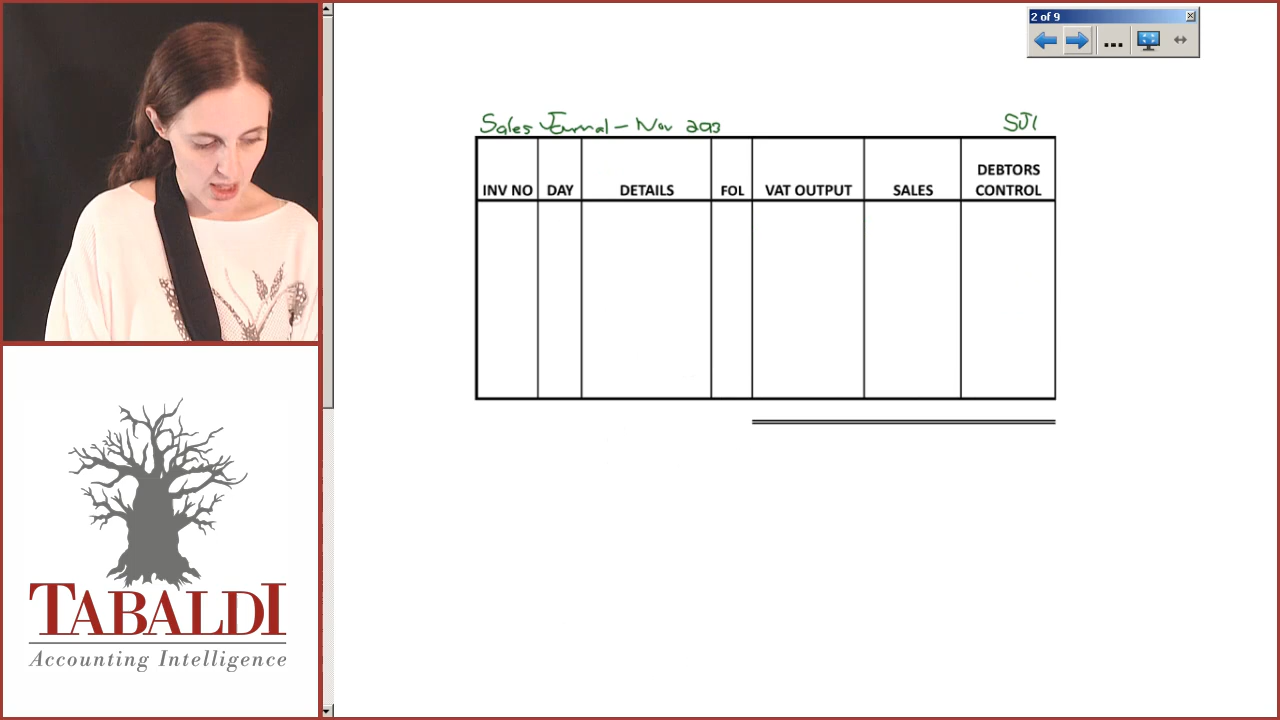 2 of 9
Sales Journal – Nov 2013 SJ1
INV NO DAY DETAILS FOL VAT OUTPUT SALES DEBTORS CONTROL
TABALDI
Accounting Intelligence